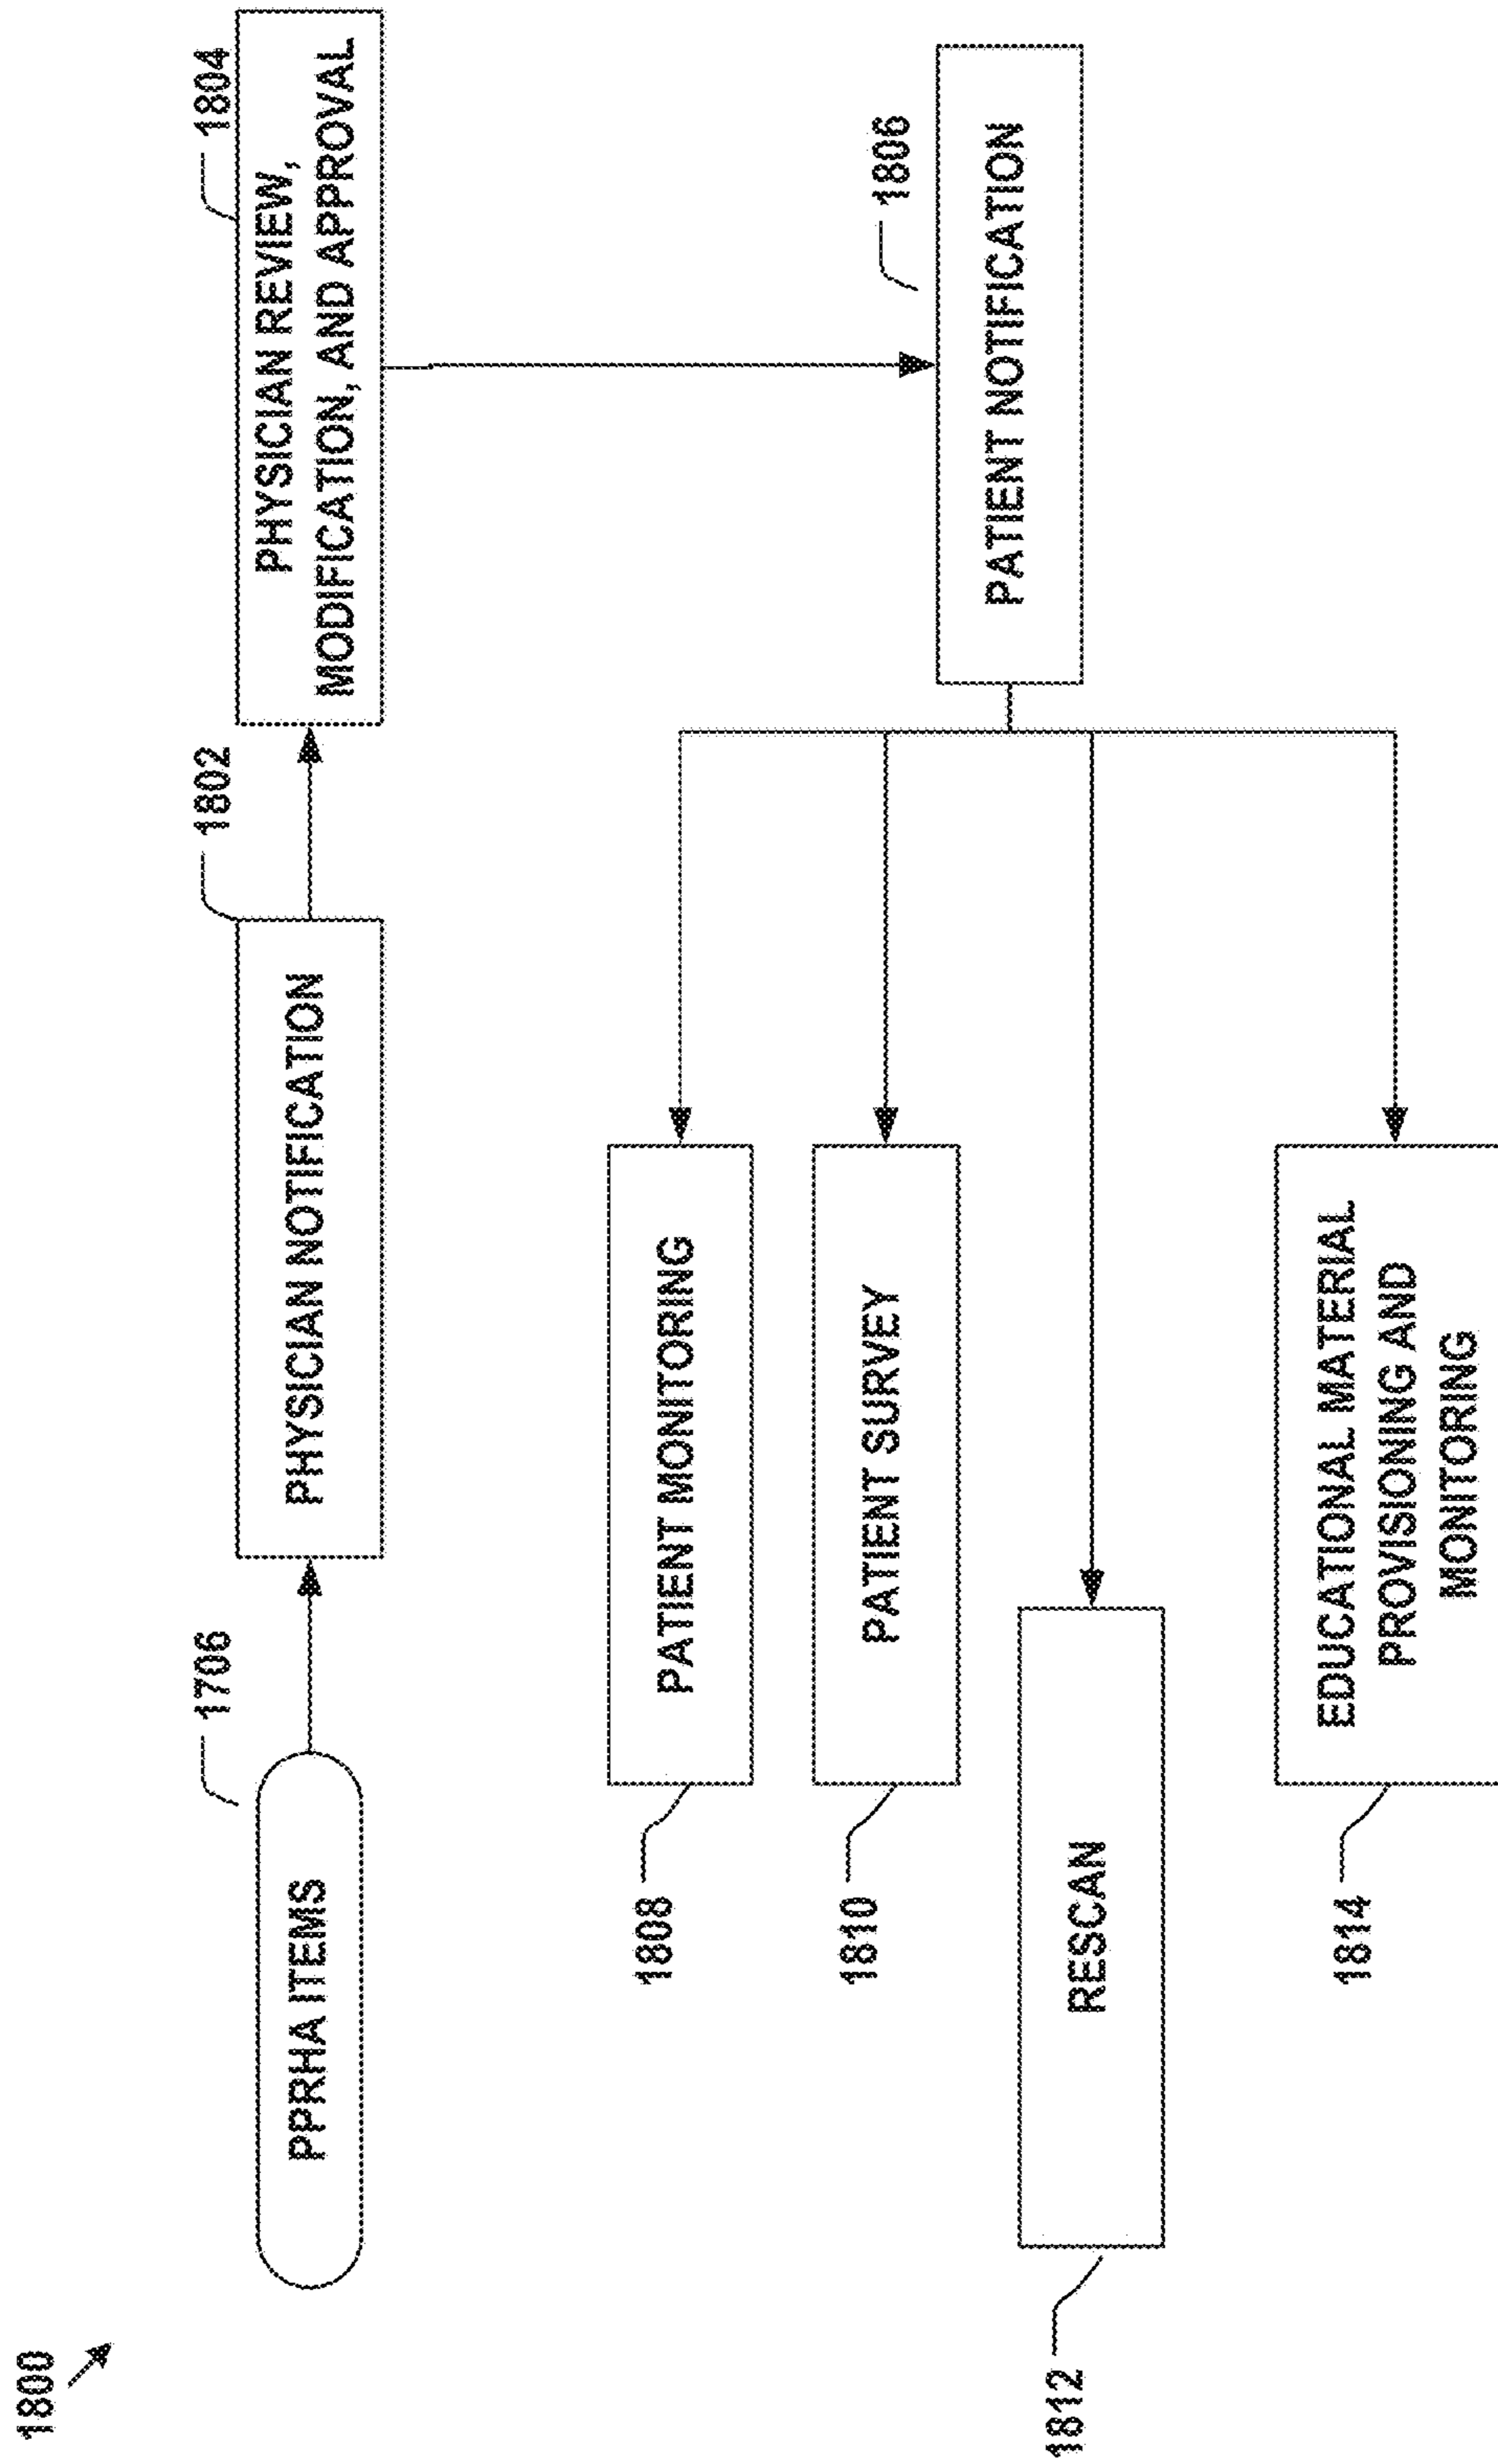 1800
1706
PPRHA ITEMS
1802
PHYSICIAN NOTIFICATION
1804
PHYSICIAN REVIEW,
MODIFICATION, AND APPROVAL
1806
PATIENT NOTIFICATION
1808
PATIENT MONITORING
1810
PATIENT SURVEY
1812
RESCAN
1814
EDUCATIONAL MATERIAL
PROVISIONING AND
MONITORING